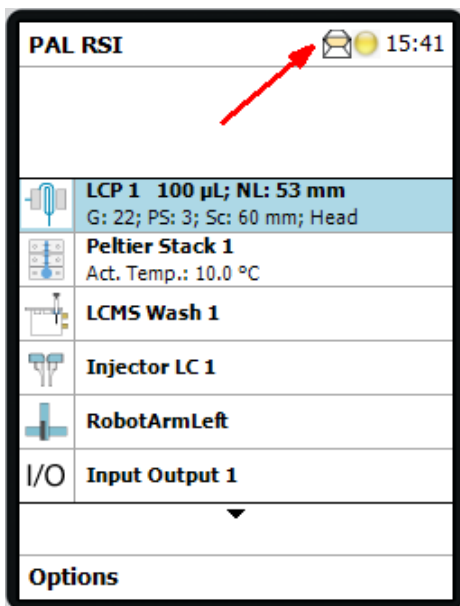 PAL RSI 15:41
LCP 1 100 µL; NL: 53 mm
G: 22; PS: 3; Sc: 60 mm; Head
Peltier Stack 1
Act. Temp.: 10.0 °C
LCMS Wash 1
Injector LC 1
RobotArmLeft
I/O Input Output 1
Options